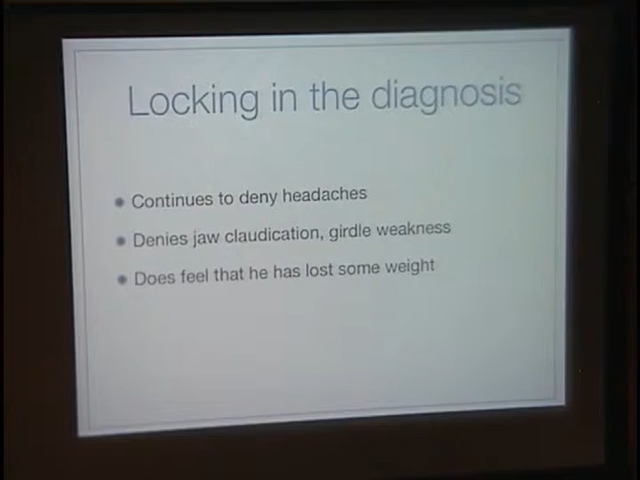 Locking in the diagnosis
Continues to deny headaches
Denies jaw claudication, girdle weakness
Does feel that he has lost some weight